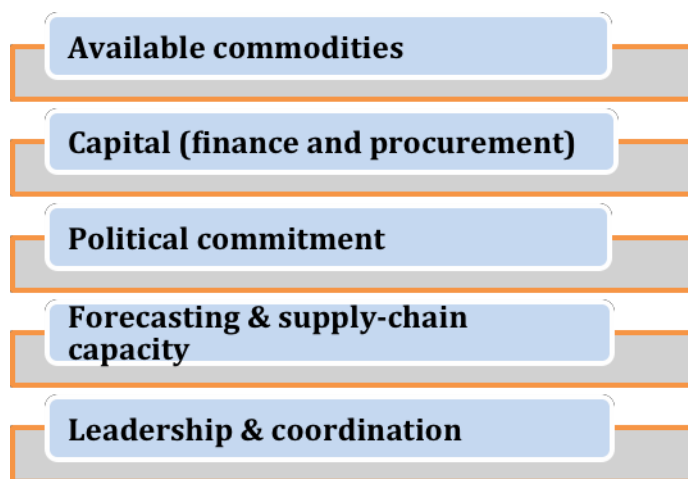 Available commodities
Capital (finance and procurement)
Political commitment
Forecasting & supply-chain
capacity
Leadership & coordination